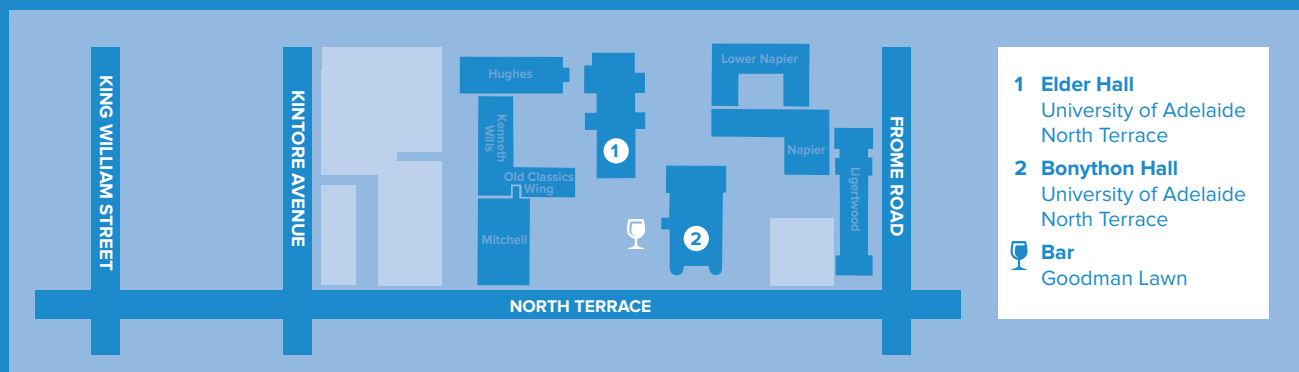 KING WILLIAM STREET
KINTORE AVENUE
Hughes
Kenneth
Wills
Old Classics
Wing
Mitchell
1
2
Lower Napier
Napier
Ligertwood
FROME ROAD
NORTH TERRACE
1 Elder Hall
University of Adelaide
North Terrace
2 Bonython Hall
University of Adelaide
North Terrace
Bar
Goodman Lawn